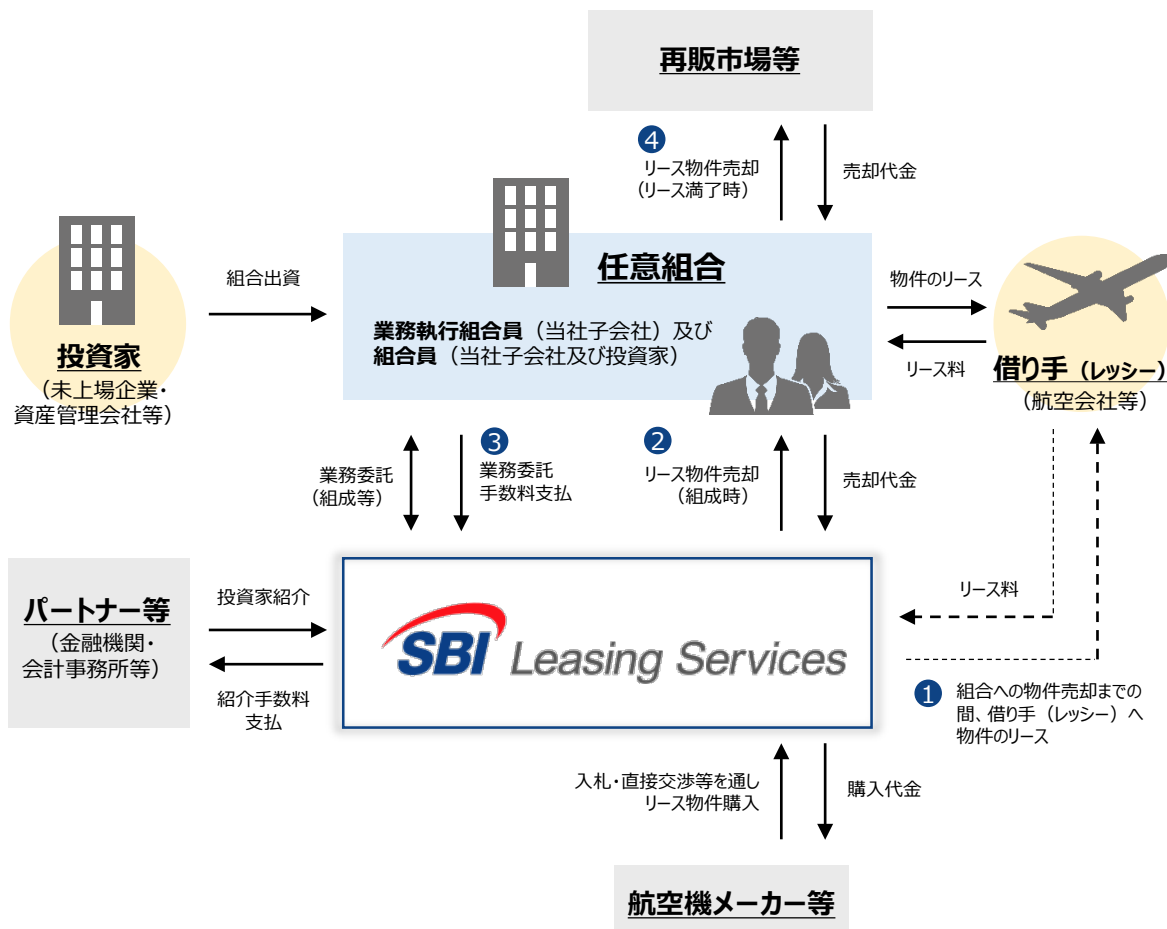 再販市場等
4
リース物件売却
(リース満了時)
売却代金
任意組合
業務執行組合員（当社子会社）及び
組合員（当社子会社及び投資家）
組合出資
投資家
（未上場企業・
資産管理会社等）
物件のリース
リース料
借り手（レッシー）
（航空会社等）
業務委託
（組成等）
3
業務委託
手数料支払
2
リース物件売却
(組成時)
売却代金
パートナー等
（金融機関・
会計事務所等）
投資家紹介
紹介手数料
支払
SBI Leasing Services
リース料
1
組合への物件売却までの
間、借り手（レッシー）へ
物件のリース
入札・直接交渉等を通し
リース物件購入
購入代金
航空機メーカー等